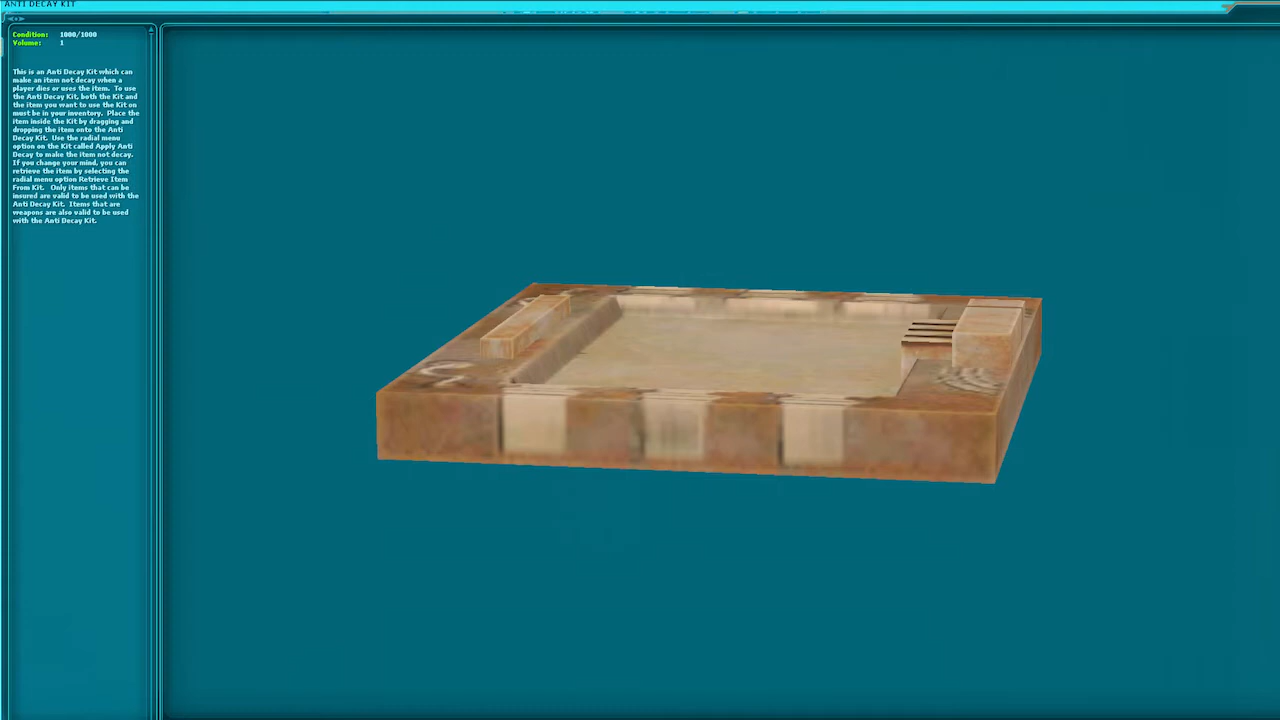 ANTI DECAY KIT
Condition: 1000/1000
Volume: 1
This is an Anti Decay Kit which can
make an item not decay when a
player dies or uses the item.  To use
the Anti Decay Kit, both the Kit and
the item you want to use the Kit on
must be in your inventory.  Place the
item inside the Kit by dragging and
dropping the item onto the Anti
Decay Kit.  Use the radial menu
option on the Kit called Apply Anti
Decay to make the item not decay.
If you change your mind, you can
retrieve the item by selecting the
radial menu option Retrieve Item
From Kit.  Only items that can be
insured are valid to be used with the
Anti Decay Kit.  Items that are
weapons are also valid to be used
with the Anti Decay Kit.